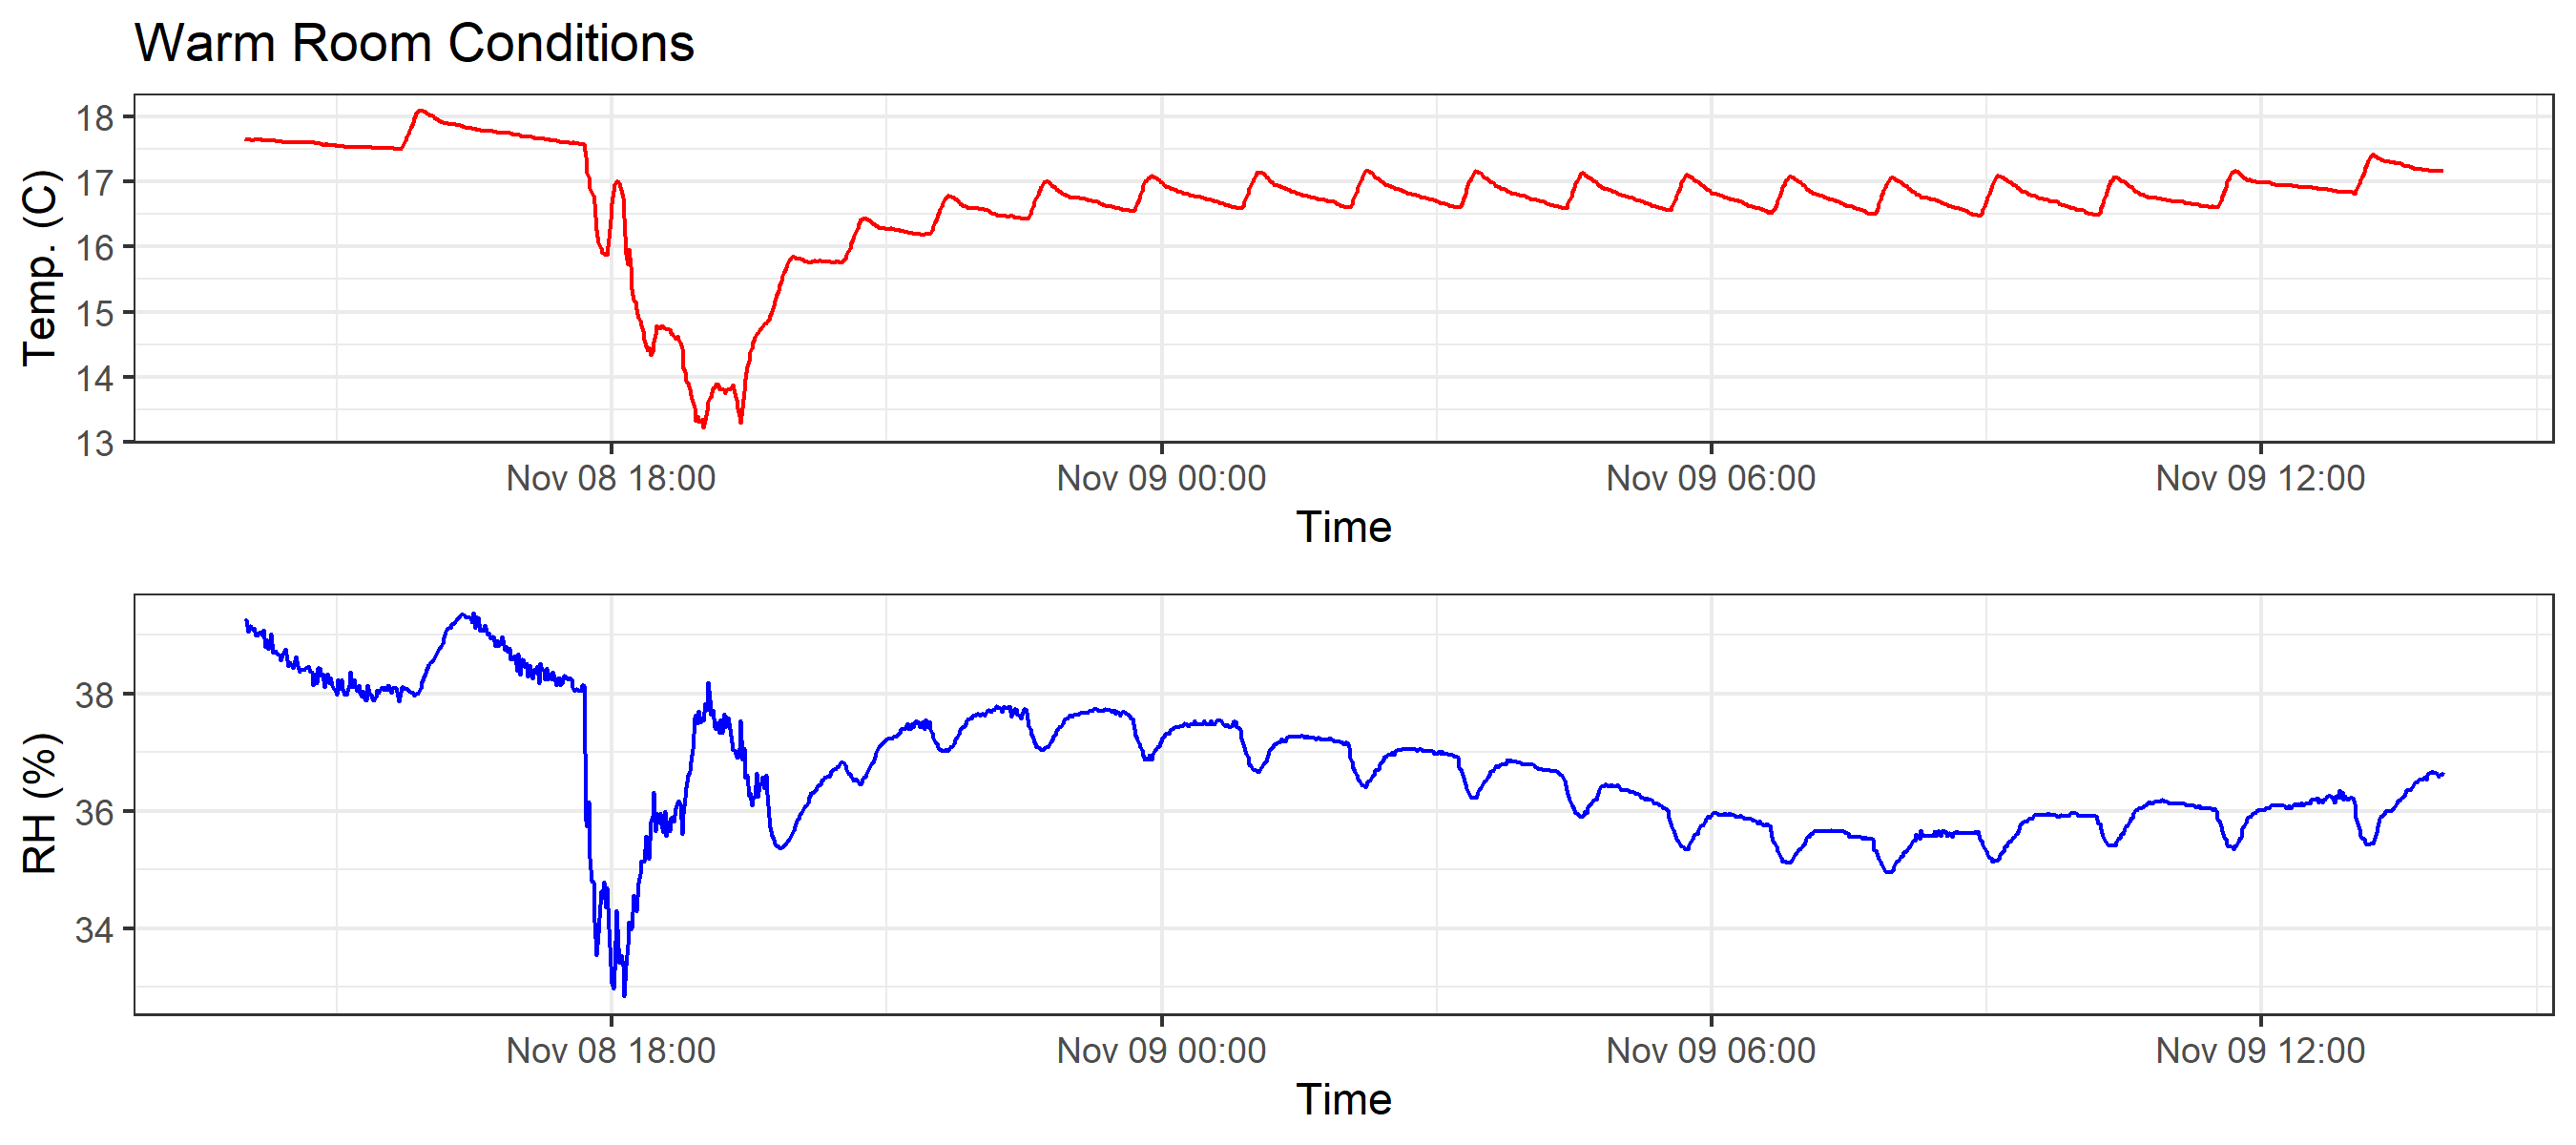 Warm Room Conditions
Temp. (C)
18
17
16
15
14
13
Nov 08 18:00 Nov 09 00:00 Nov 09 06:00 Nov 09 12:00
Time
RH (%)
38
36
34
Nov 08 18:00 Nov 09 00:00 Nov 09 06:00 Nov 09 12:00
Time